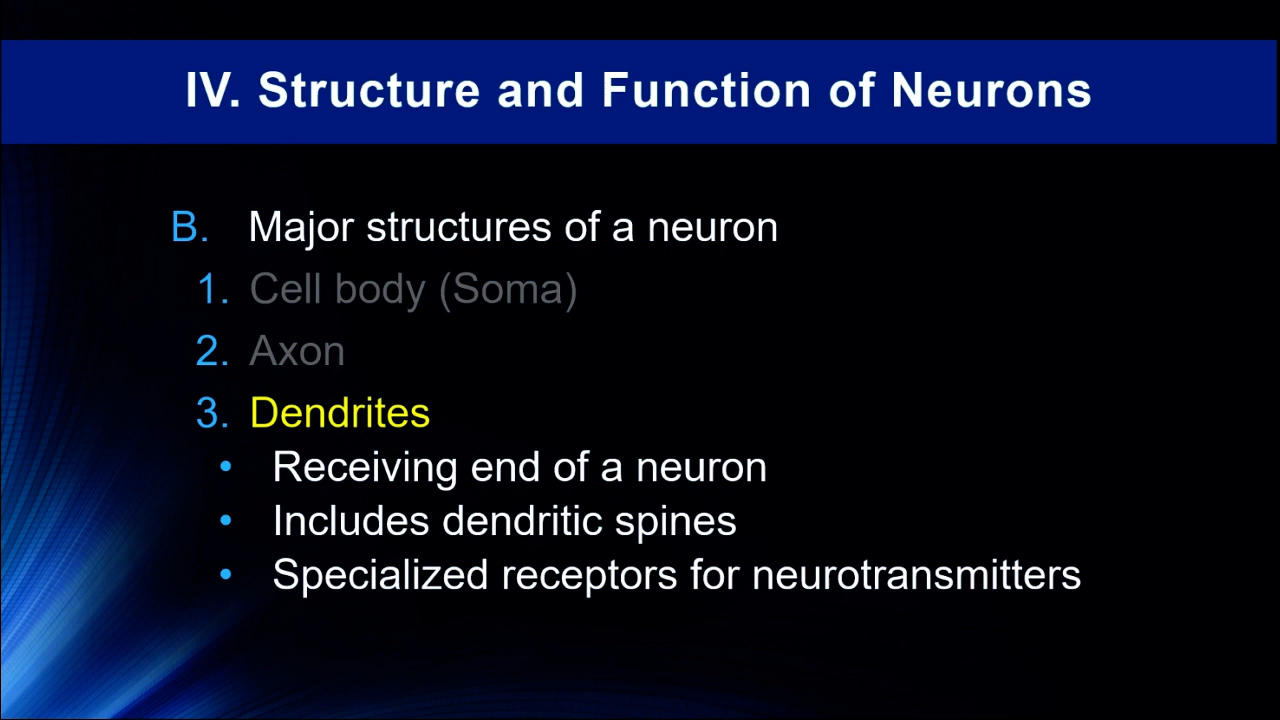 IV. Structure and Function of Neurons
B. Major structures of a neuron
1. Cell body (Soma)
2. Axon
3. Dendrites
• Receiving end of a neuron
• Includes dendritic spines
• Specialized receptors for neurotransmitters